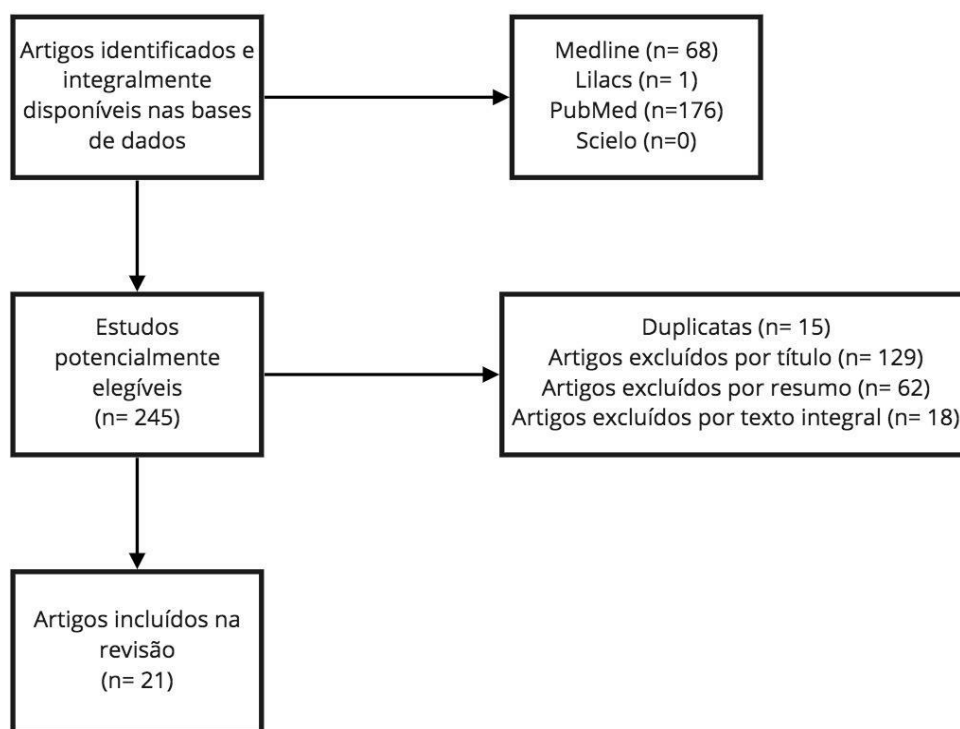 Artigos identificados e
integralmente
disponíveis nas bases
de dados
Medline (n= 68)
Lilacs (n= 1)
PubMed (n=176)
Scielo (n=0)
Estudos
potencialmente
elegíveis
(n= 245)
Duplicatas (n= 15)
Artigos excluídos por título (n= 129)
Artigos excluídos por resumo (n= 62)
Artigos excluídos por texto integral (n= 18)
Artigos incluídos na
revisão
(n= 21)